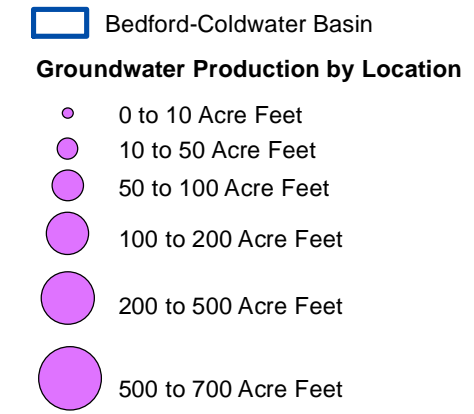 Bedford-Coldwater Basin
Groundwater Production by Location
0 to 10 Acre Feet
10 to 50 Acre Feet
50 to 100 Acre Feet
100 to 200 Acre Feet
200 to 500 Acre Feet
500 to 700 Acre Feet